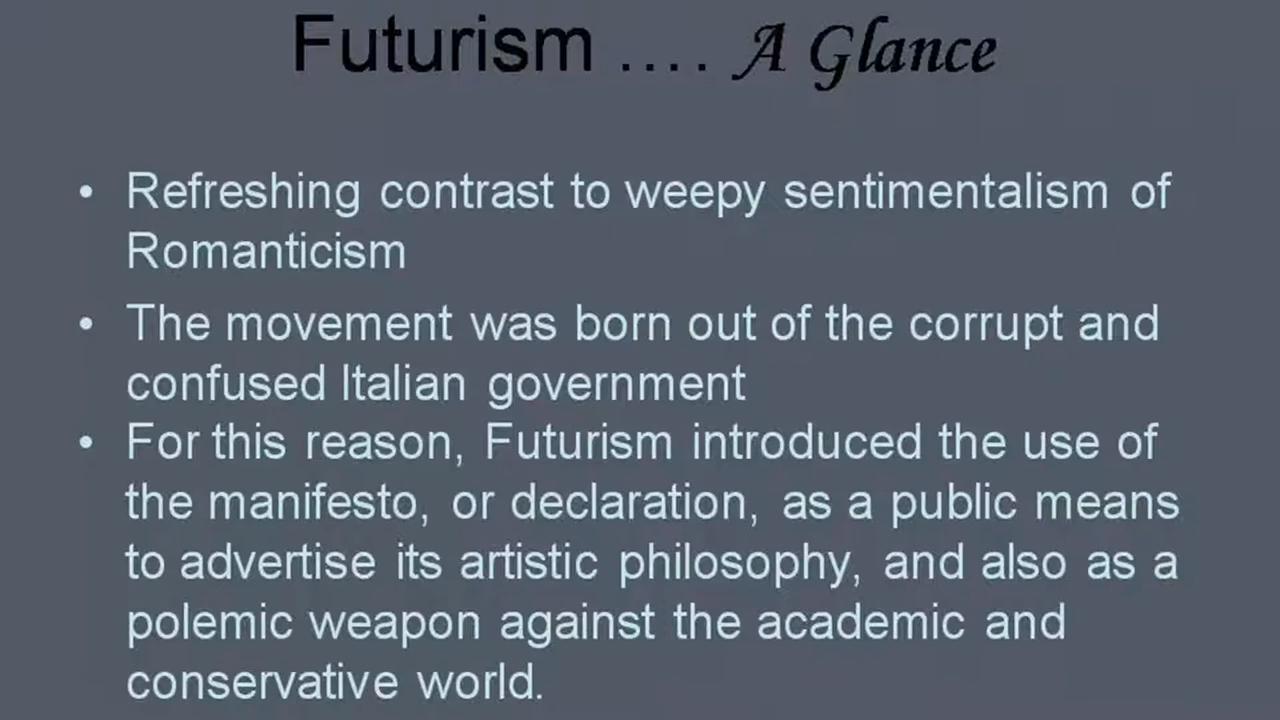 Futurism .... A Glance
• Refreshing contrast to weepy sentimentalism of
Romanticism
• The movement was born out of the corrupt and
confused Italian government
• For this reason, Futurism introduced the use of
the manifesto, or declaration, as a public means
to advertise its artistic philosophy, and also as a
polemic weapon against the academic and
conservative world.